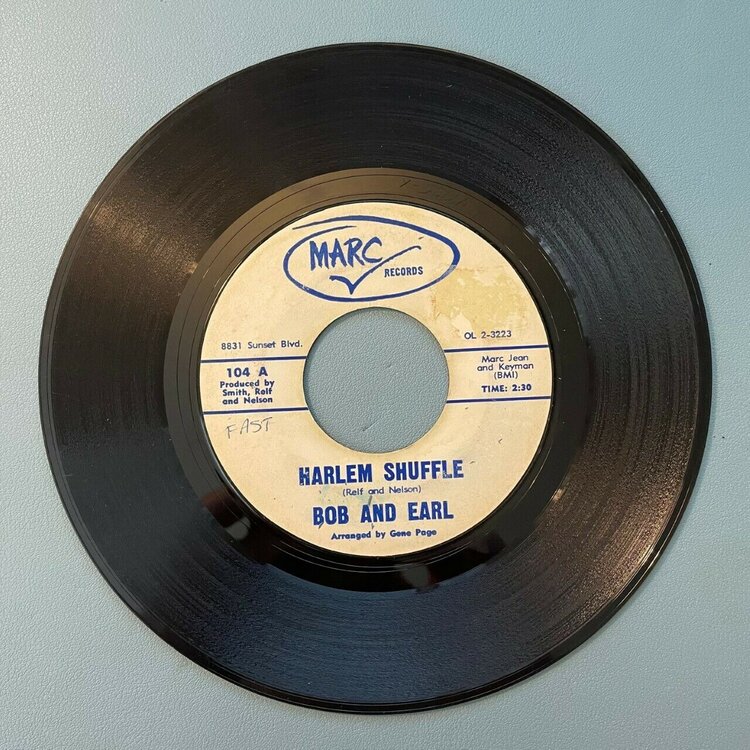 MARC
RECORDS
8831 Sunset Blvd.
OL 2-3223
104 A
Produced by
Smith, Relf
and Nelson
Marc Jean
and Keyman
(BMI)
TIME: 2:30
FAST
HARLEM SHUFFLE
(Relf and Nelson)
BOB AND EARL
Arranged by Gene Page